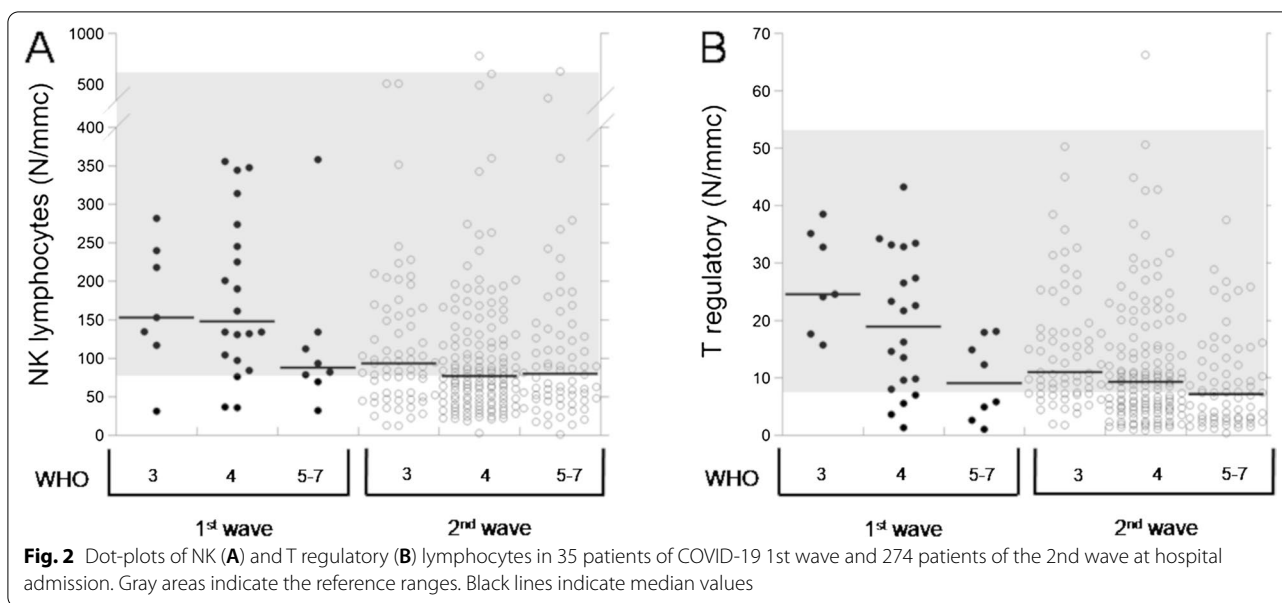 A
NK lymphocytes (N/mmc)
1000
500
400
350
300
250
200
150
100
50
0
WHO 3 4 5-7 3 4 5-7
1st wave 2nd wave
B
T regulatory (N/mmc)
70
60
50
40
30
20
10
0
WHO 3 4 5-7 3 4 5-7
1st wave 2nd wave
Fig. 2 Dot-plots of NK (A) and T regulatory (B) lymphocytes in 35 patients of COVID-19 1st wave and 274 patients of the 2nd wave at hospital
admission. Gray areas indicate the reference ranges. Black lines indicate median values